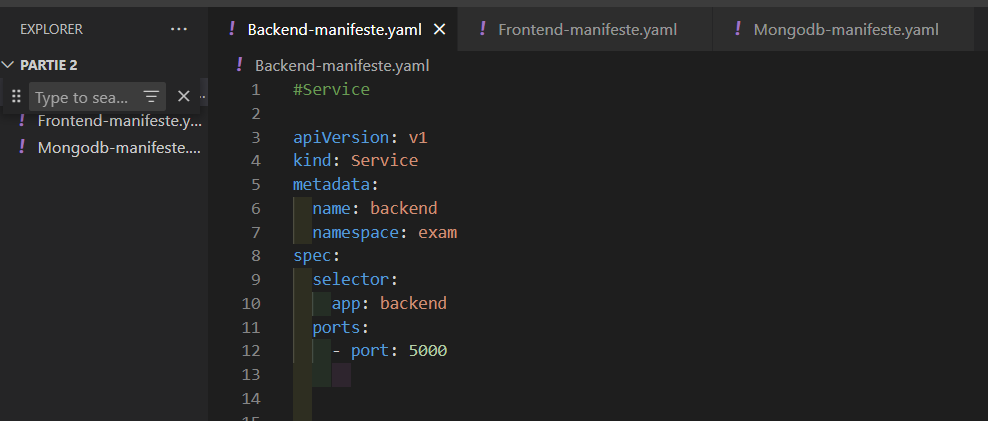 EXPLORER ...
Backend-manifeste.yaml
Frontend-manifeste.yaml
Mongodb-manifeste.yaml
PARTIE 2
Type to sea...
Frontend-manifeste.y...
Mongodb-manifeste....
Backend-manifeste.yaml
1 #Service
2
3 apiVersion: v1
4 kind: Service
5 metadata:
6 name: backend
7 namespace: exam
8 spec:
9 selector:
10 app: backend
11 ports:
12 - port: 5000
13
14
15